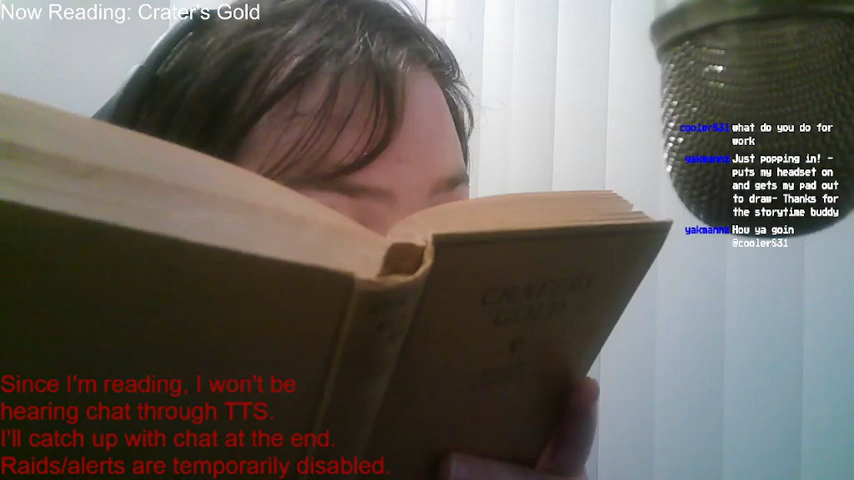 Now Reading: Crater's Gold
cooler531 what do you do for
work
yakmannz Just popping in! -
puts my headset on
and gets my pad out
to draw- Thanks for
the storytime buddy
yakmannz How ya goin
@cooler531
CRATER'S
GOLD
Since I'm reading, I won't be
hearing chat through TTS.
I'll catch up with chat at the end.
Raids/alerts are temporarily disabled.